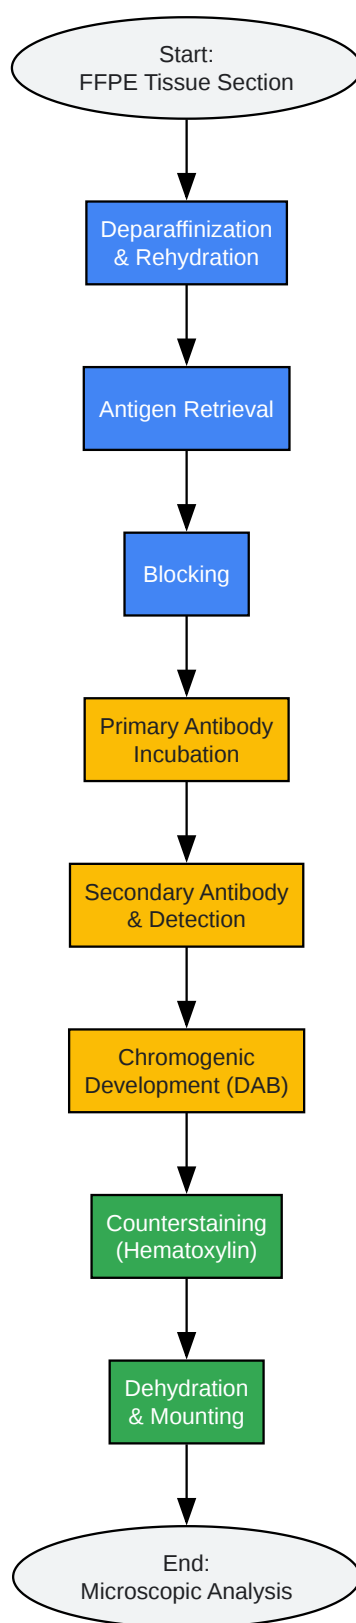 Start:
FFPE Tissue Section
Deparaffinization
& Rehydration
Antigen Retrieval
Blocking
Primary Antibody
Incubation
Secondary Antibody
& Detection
Chromogenic
Development (DAB)
Counterstaining
(Hematoxylin)
Dehydration
& Mounting
End:
Microscopic Analysis